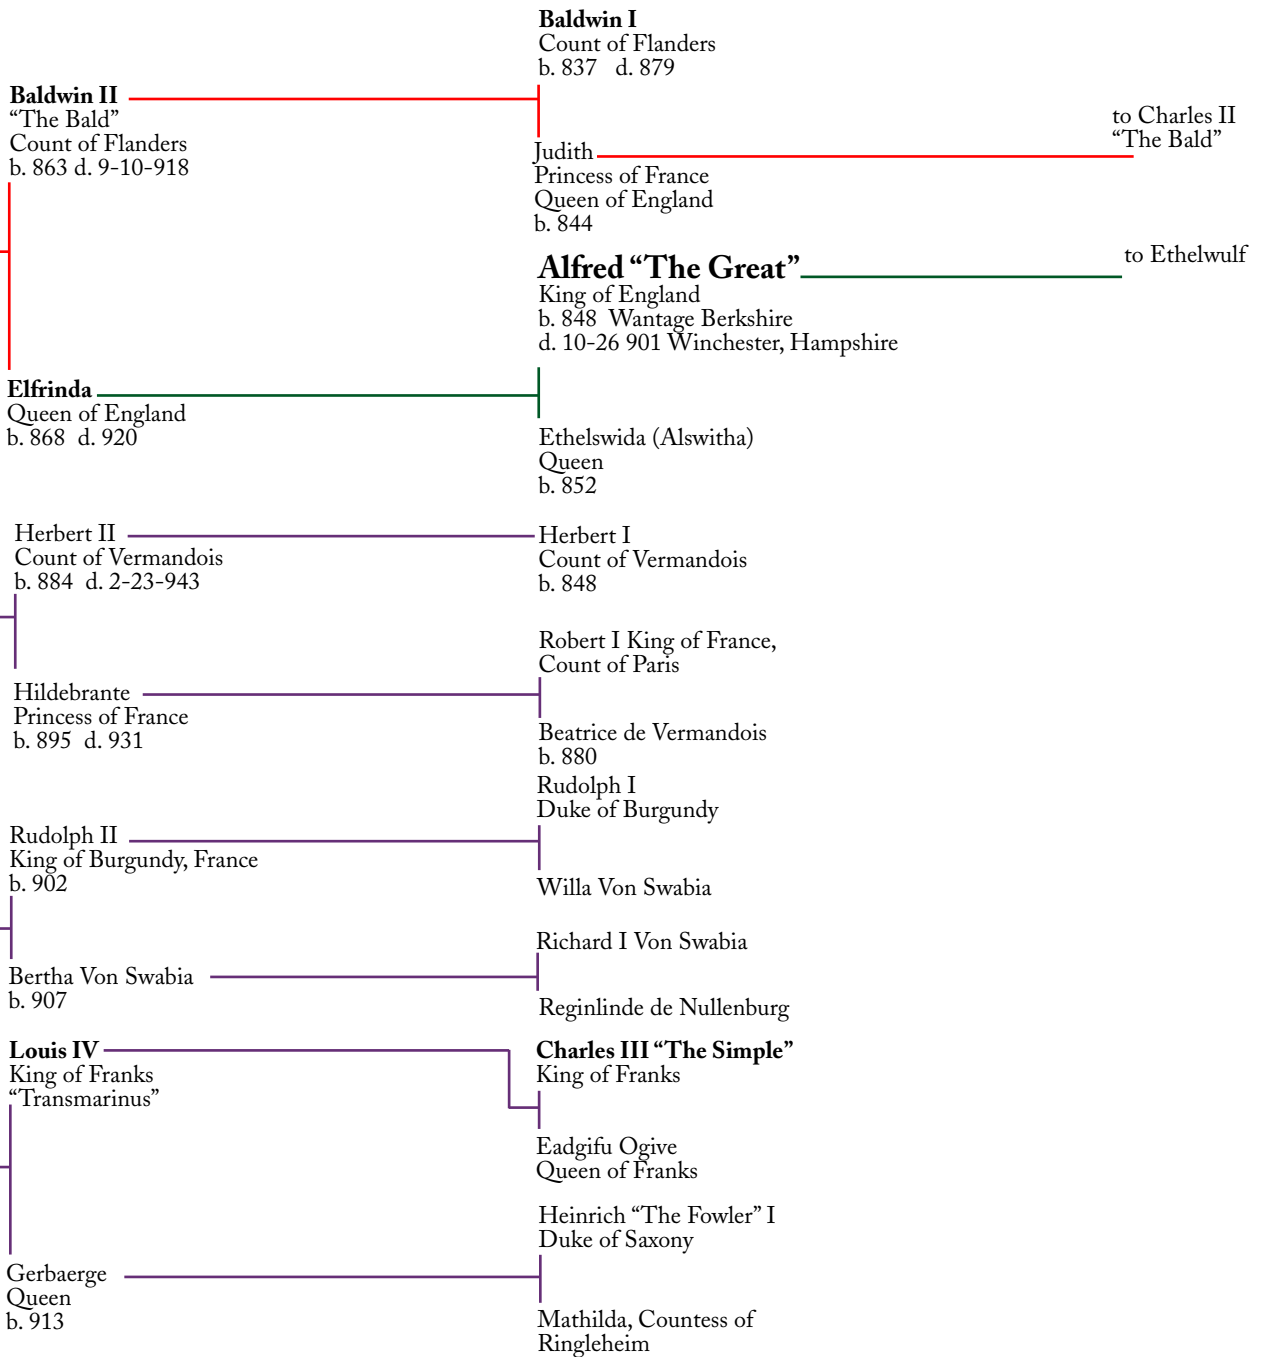 Baldwin I
Count of Flanders
b. 837 d. 879
Baldwin II
“The Bald”
Count of Flanders
b. 863 d. 9-10-918
to Charles II
“The Bald”
Judith
Princess of France
Queen of England
b. 844
Alfred “The Great”
King of England
b. 848 Wantage Berkshire
d. 10-26 901 Winchester, Hampshire
to Ethelwulf
Elfrinda
Queen of England
b. 868 d. 920
Ethelswida (Alswitha)
Queen
b. 852
Herbert II
Count of Vermandois
b. 884 d. 2-23-943
Herbert I
Count of Vermandois
b. 848
Robert I King of France,
Count of Paris
Hildebrante
Princess of France
b. 895 d. 931
Beatrice de Vermandois
b. 880
Rudolph I
Duke of Burgundy
Rudolph II
King of Burgundy, France
b. 902
Willa Von Swabia
Richard I Von Swabia
Bertha Von Swabia
b. 907
Reginlinde de Nullenburg
Louis IV
King of Franks
“Transmarinus”
Charles III “The Simple”
King of Franks
Eadgifu Ogive
Queen of Franks
Heinrich “The Fowler” I
Duke of Saxony
Gerbaerge
Queen
b. 913
Mathilda, Countess of
Ringleheim